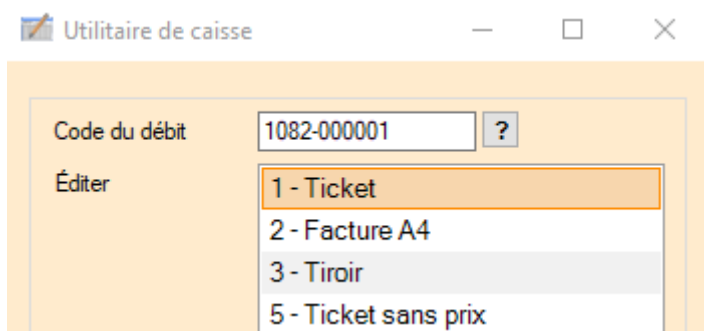 Utilitaire de caisse
Code du débit 1082-000001 ?
Éditer
1 - Ticket
2 - Facture A4
3 - Tiroir
5 - Ticket sans prix